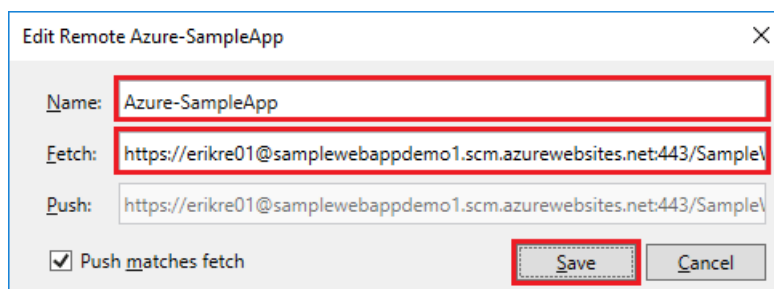 Edit Remote Azure-SampleApp
Name: Azure-SampleApp
Fetch: https://erikre01@samplewebappdemo1.scm.azurewebsites.net:443/Sample
Push: https://erikre01@samplewebappdemo1.scm.azurewebsites.net:443/Sample
Push matches fetch
Save Cancel